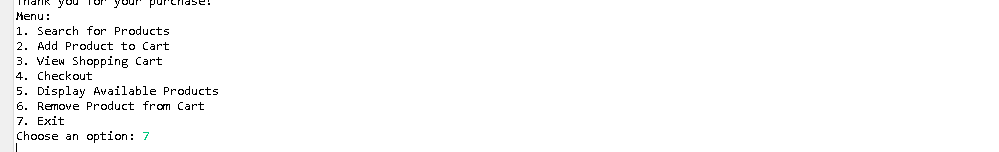 Thank you for your purchase!
Menu:
1. Search for Products
2. Add Product to Cart
3. View Shopping Cart
4. Checkout
5. Display Available Products
6. Remove Product from Cart
7. Exit
Choose an option: 7